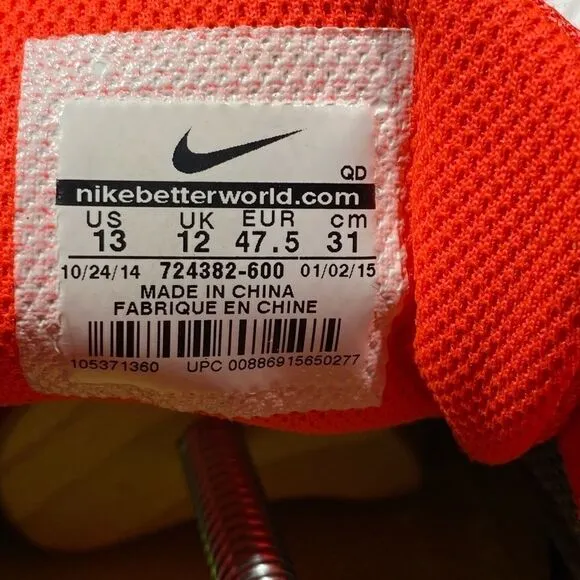 QD
nikebetterworld.com
US UK EUR cm
13 12 47.5 31
10/24/14 724382-600 01/02/15
MADE IN CHINA
FABRIQUE EN CHINE
105371360 UPC 00886915650277